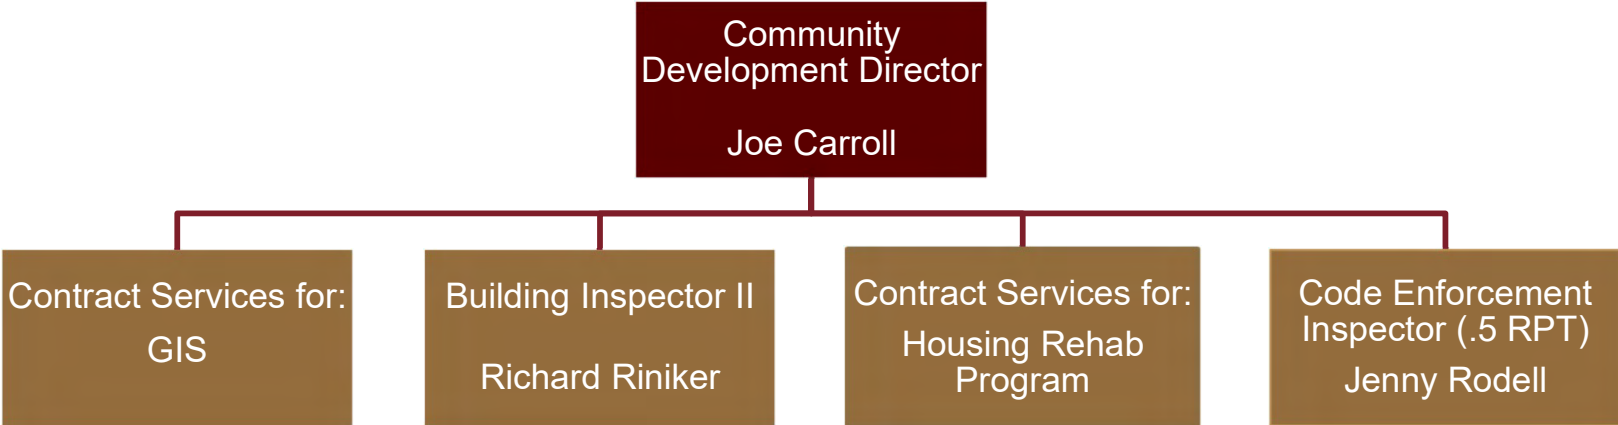 Community
Development Director
Joe Carroll
Contract Services for:
GIS
Building Inspector II
Richard Riniker
Contract Services for:
Housing Rehab
Program
Code Enforcement
Inspector (.5 RPT)
Jenny Rodell